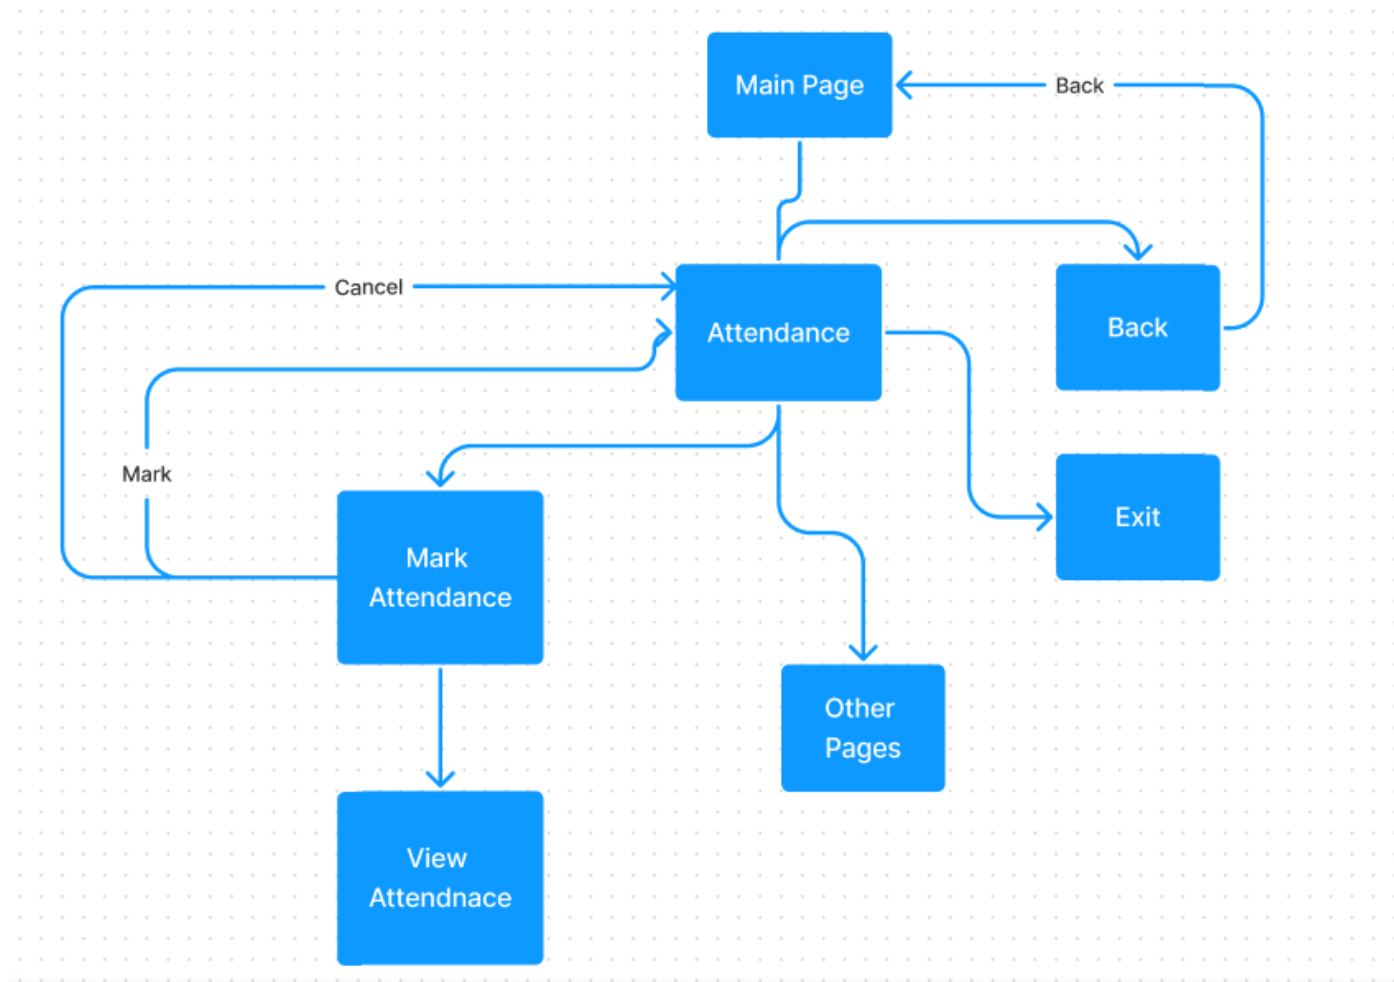 Main Page
Back
Cancel
Attendance
Back
Mark
Exit
Mark
Attendance
Other
Pages
View
Attendnace